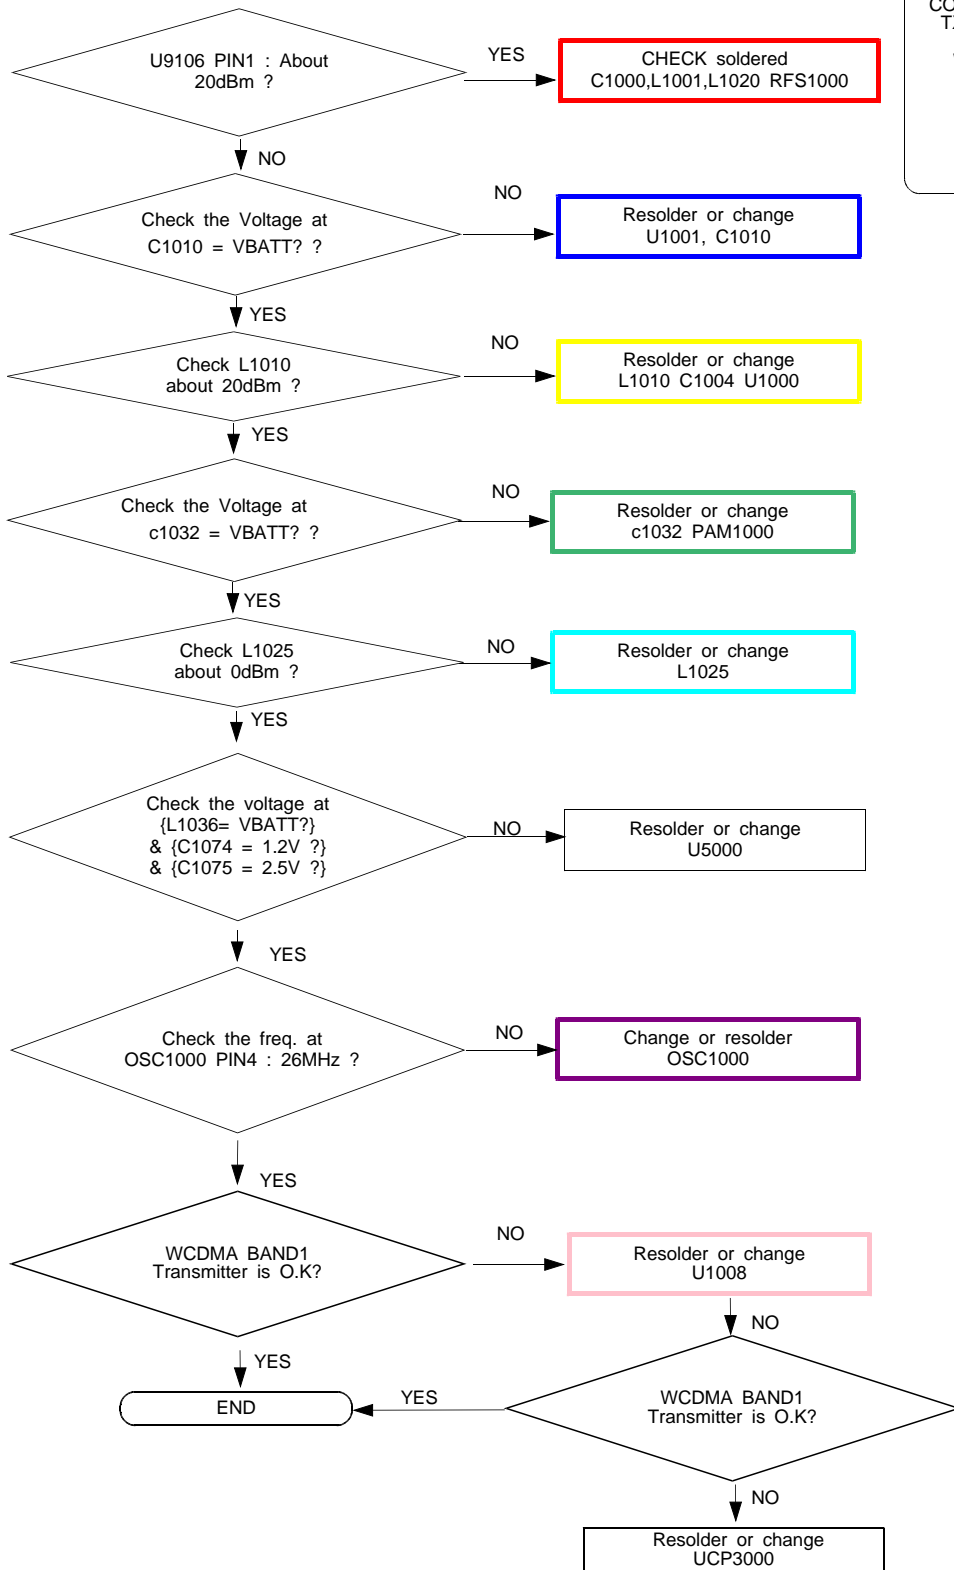 CO
TX
U9106 PIN1 : About
20dBm ?
YES
CHECK soldered
C1000,L1001,L1020 RFS1000
NO
Check the Voltage at
C1010 = VBATT? ?
NO
Resolder or change
U1001, C1010
YES
Check L1010
about 20dBm ?
NO
Resolder or change
L1010 C1004 U1000
YES
Check the Voltage at
c1032 = VBATT? ?
NO
Resolder or change
c1032 PAM1000
YES
Check L1025
about 0dBm ?
NO
Resolder or change
L1025
YES
Check the voltage at
{L1036= VBATT?}
& {C1074 = 1.2V ?}
& {C1075 = 2.5V ?}
NO
Resolder or change
U5000
YES
Check the freq. at
OSC1000 PIN4 : 26MHz ?
NO
Change or resolder
OSC1000
YES
WCDMA BAND1
Transmitter is O.K?
NO
Resolder or change
U1008
NO
YES
END
YES
WCDMA BAND1
Transmitter is O.K?
NO
Resolder or change
UCP3000